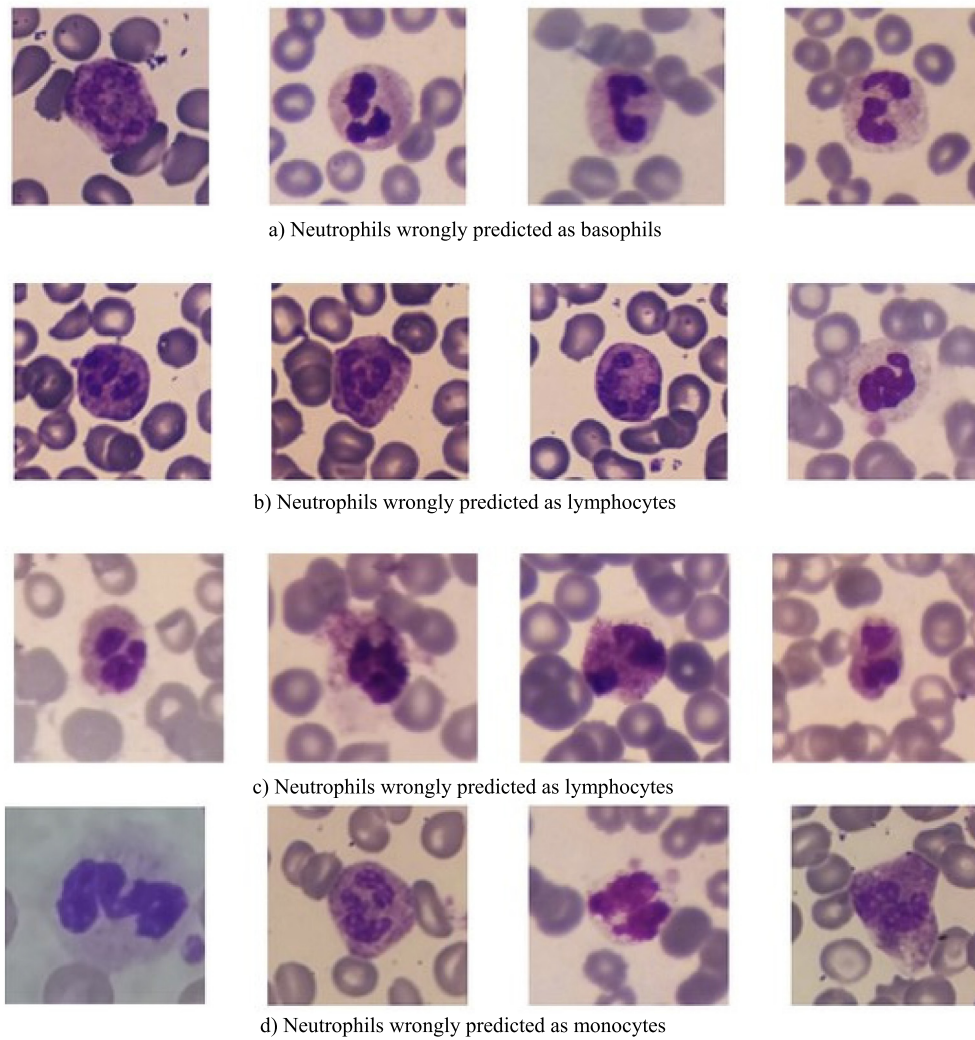 a) Neutrophils wrongly predicted as basophils
b) Neutrophils wrongly predicted as lymphocytes
c) Neutrophils wrongly predicted as lymphocytes
d) Neutrophils wrongly predicted as monocytes